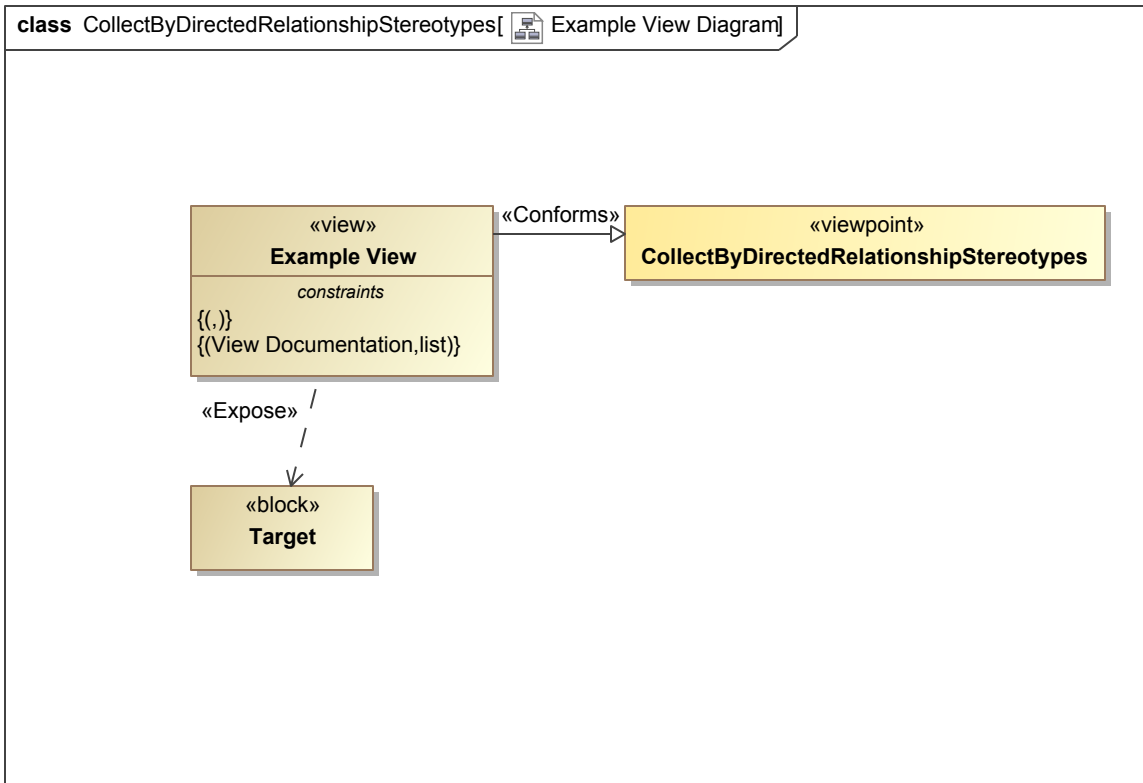 class CollectByDirectedRelationshipStereotypes[ Example View Diagram]
«view»
Example View
constraints
{(,)}
{(View Documentation,list)}
«Conforms»
«viewpoint»
CollectByDirectedRelationshipStereotypes
«Expose»
«block»
Target